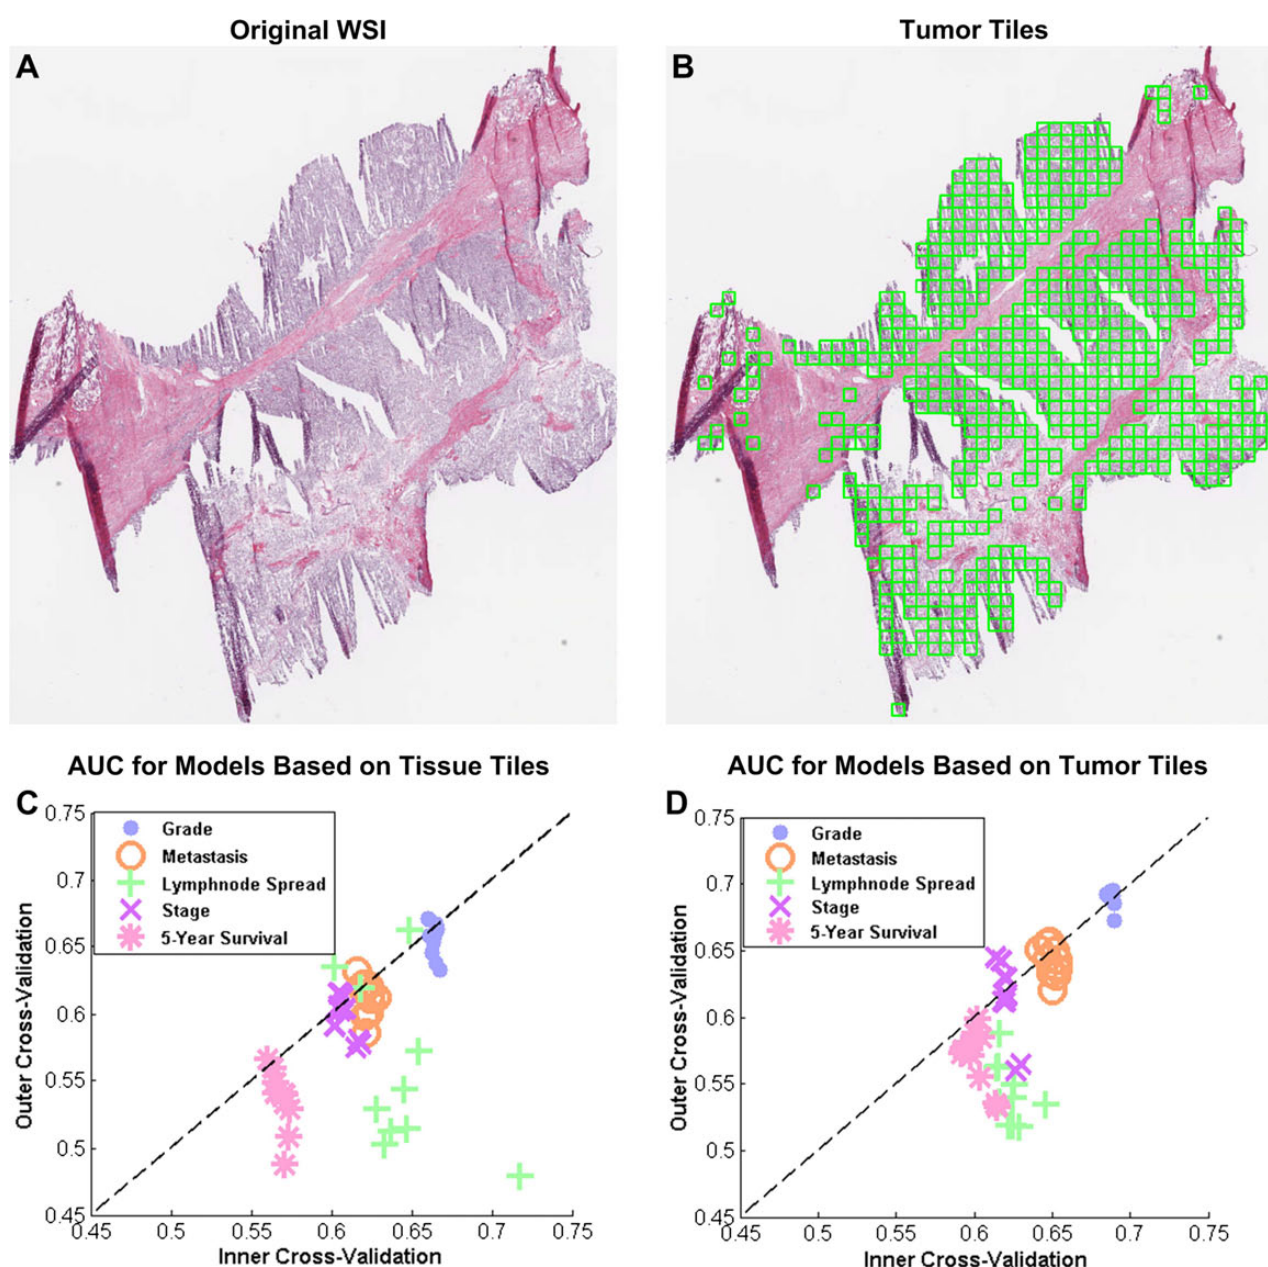 Original WSI
Tumor Tiles
A
B
AUC for Models Based on Tissue Tiles
AUC for Models Based on Tumor Tiles
C
0.75
0.7
0.65
0.6
0.55
0.5
0.45
Outer Cross-Validation
Grade
Metastasis
Lymphnode Spread
Stage
5-Year Survival
0.45 0.5 0.55 0.6 0.65 0.7 0.75
Inner Cross-Validation
D
0.75
0.7
0.65
0.6
0.55
0.5
0.45
Outer Cross-Validation
Grade
Metastasis
Lymphnode Spread
Stage
5-Year Survival
0.45 0.5 0.55 0.6 0.65 0.7 0.75
Inner Cross-Validation